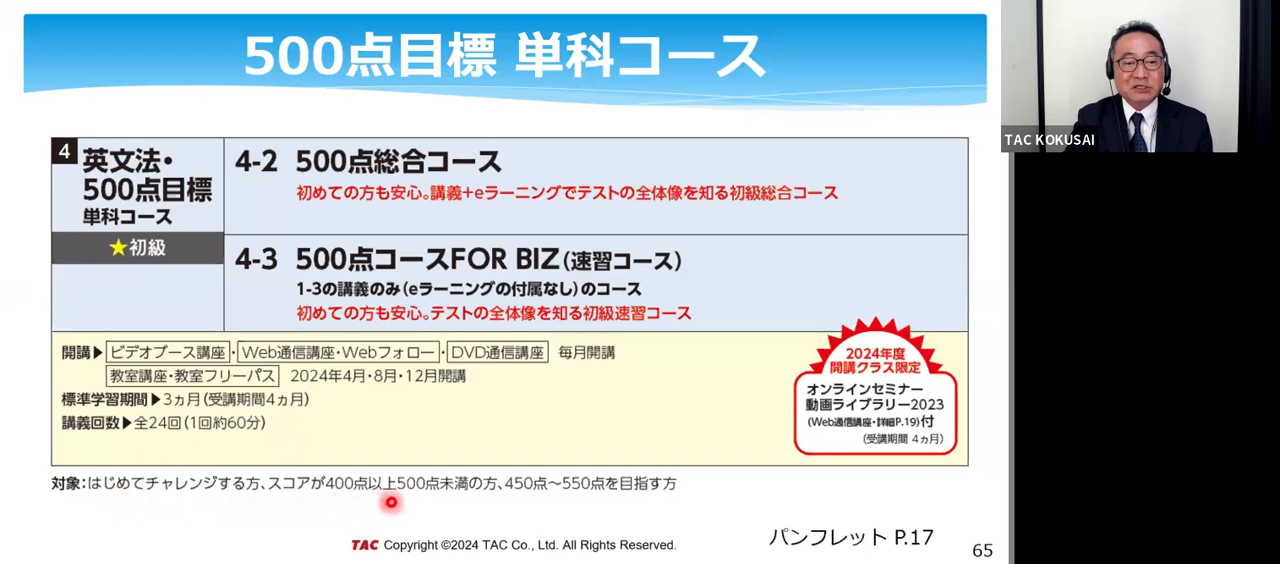 500点目標 単科コース
4
英文法・
500点目標
単科コース
★初級
4-2 500点総合コース
初めての方も安心。講義+eラーニングでテストの全体像を知る初級総合コース
4-3 500点コースFOR BIZ(速習コース)
1-3の講義のみ(eラーニングの付属なし)のコース
初めての方も安心。テストの全体像を知る初級速習コース
開講▶ビデオブース講座・Web通信講座・Webフォロー・DVD通信講座 毎月開講
教室講座・教室フリーパス 2024年4月・8月・12月開講
標準学習期間▶3ヵ月(受講期間4ヵ月)
講義回数▶全24回(1回約60分)
2024年度
開講クラス限定
オンラインセミナー
動画ライブラリー2023
(Web通信講座・詳細P.19)付
(受講期間 4ヵ月)
対象:はじめてチャレンジする方、スコアが400点以上500点未満の方、450点～550点を目指す方
パンフレット P.17
TAC Copyright ©2024 TAC Co., Ltd. All Rights Reserved.
65
TAC KOKUSAI